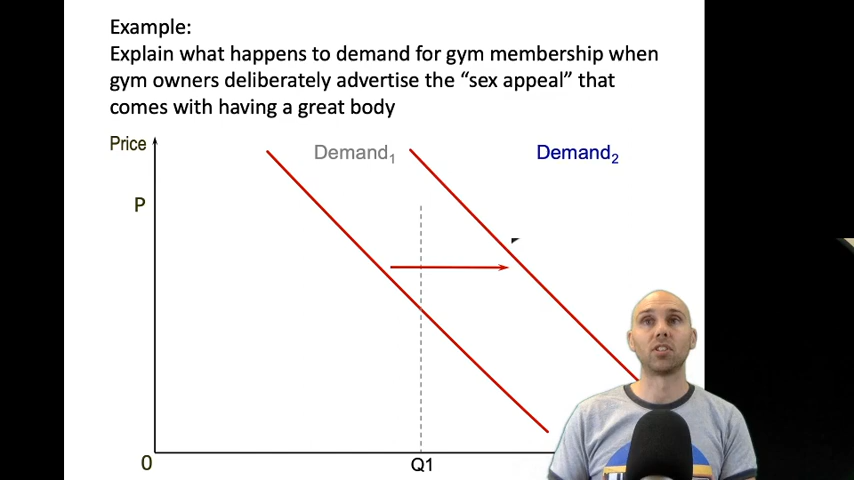 Example:
Explain what happens to demand for gym membership when
gym owners deliberately advertise the “sex appeal” that
comes with having a great body
Price
Demand₁
Demand₂
P
0
Q1